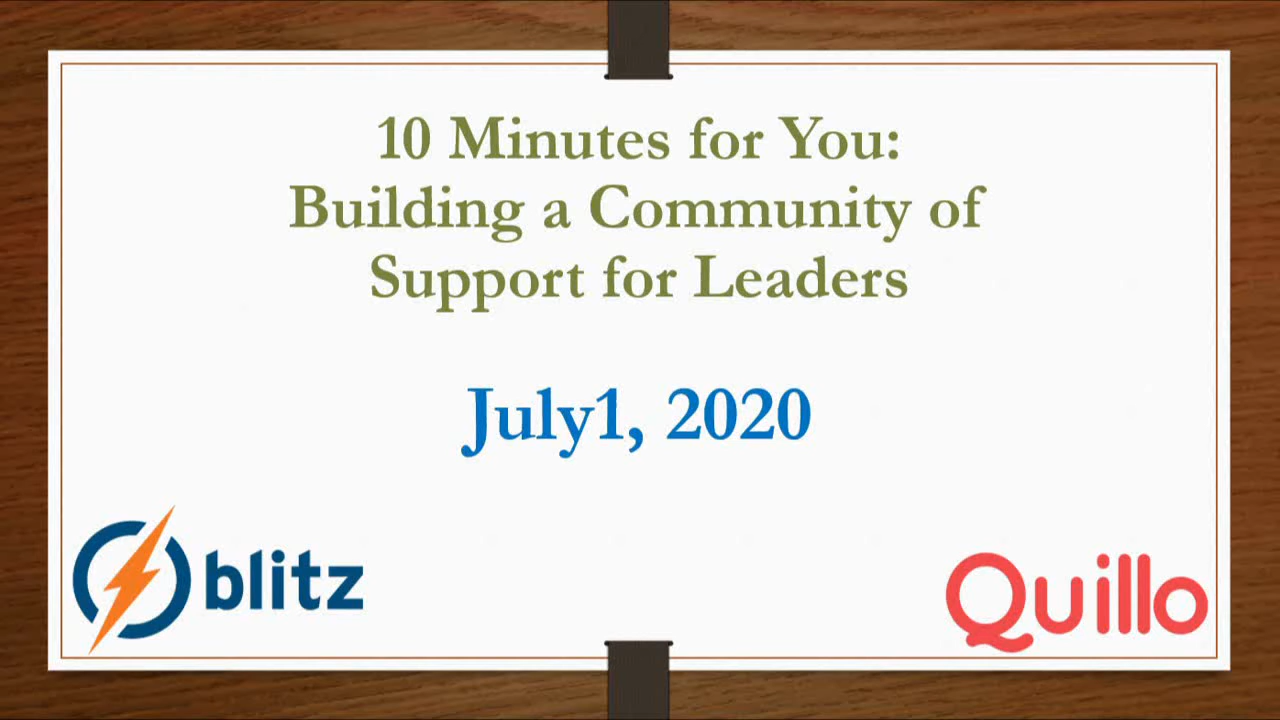 10 Minutes for You:
Building a Community of
Support for Leaders
July1, 2020
blitz
Quillo